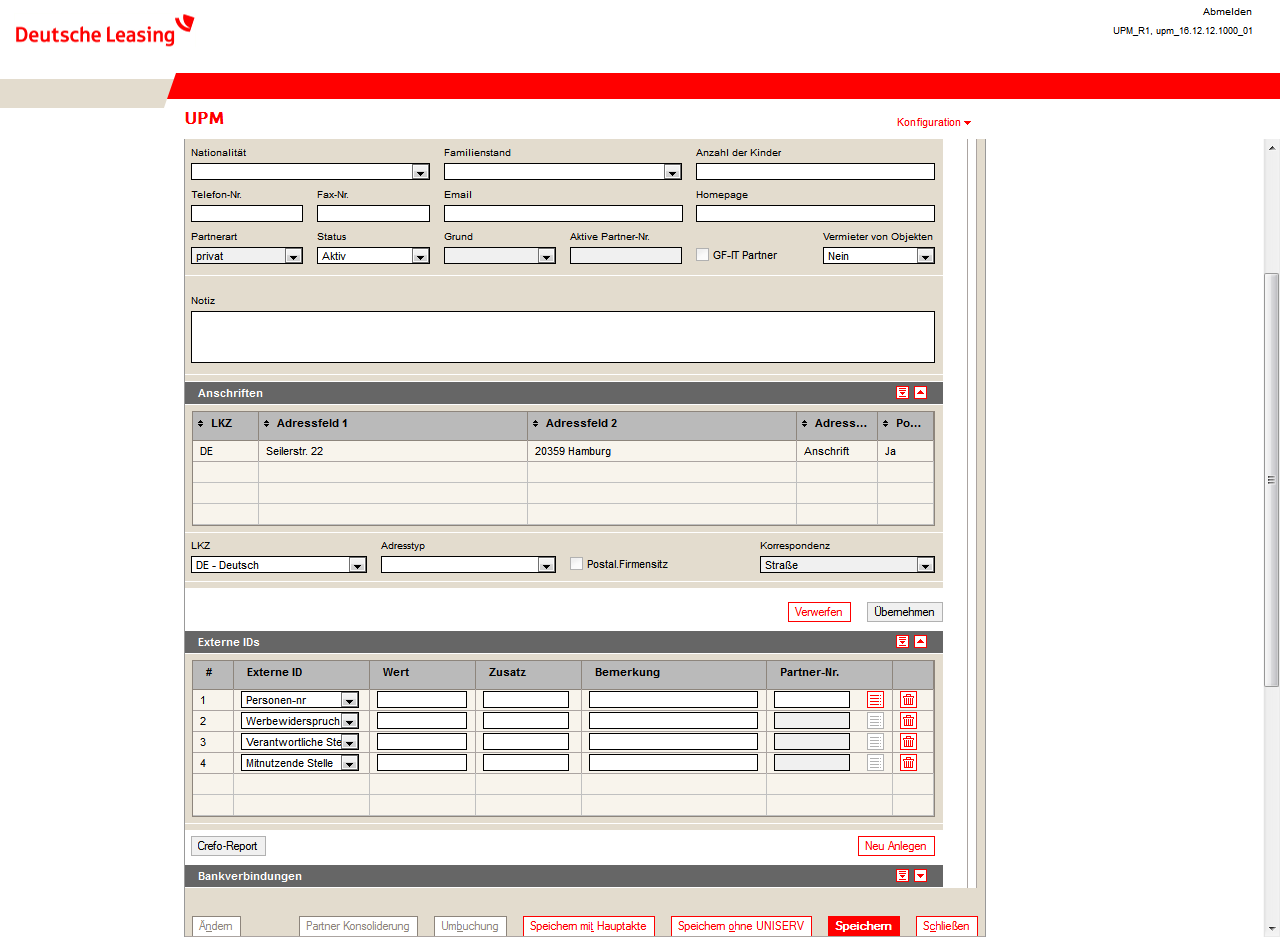 Deutsche Leasing
Abmelden
UPM_R1, upm_16.12.12.1000_01
UPM
Konfiguration
Nationalität Familienstand Anzahl der Kinder
Telefon-Nr. Fax-Nr. Email Homepage
Partnerart Status Grund Aktive Partner-Nr. Vermieter von Objekten
privat Aktiv GF-IT Partner Nein
Notiz
Anschriften
LKZ Adressfeld 1 Adressfeld 2 Adress... Po...
DE Seilerstr. 22 20359 Hamburg Anschrift Ja
LKZ Adresstyp Korrespondenz
DE - Deutsch Postal.Firmensitz Straße
Verwerfen Übernehmen
Externe IDs
# Externe ID Wert Zusatz Bemerkung Partner-Nr.
1 Personen-nr
2 Werbewiderspruch
3 Verantwortliche Ste
4 Mitnutzende Stelle
Crefo-Report Neu Anlegen
Bankverbindungen
Ändern Partner Konsolidierung Umbuchung Speichern mit Hauptakte Speichern ohne UNISERV Speichern Schließen